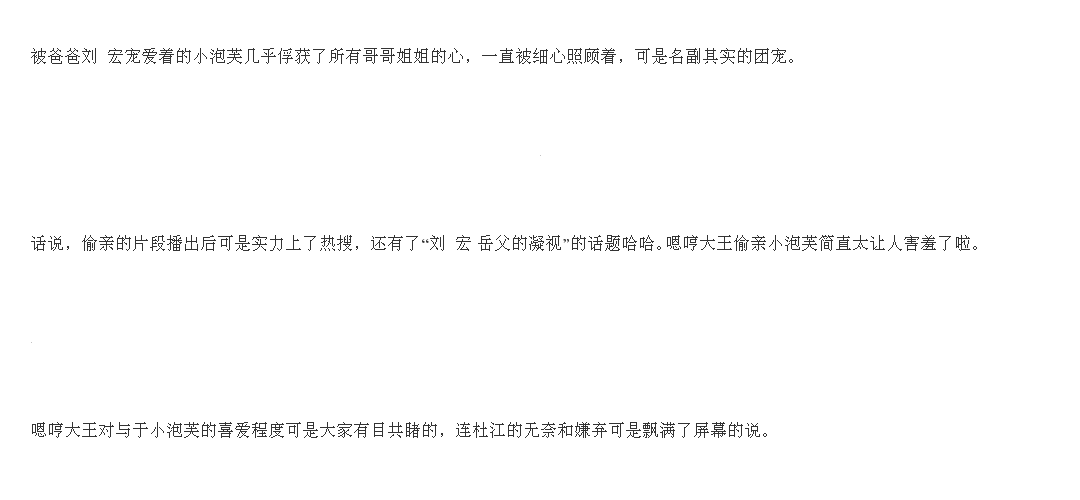 被爸爸刘 宏宠爱着的小泡芙几乎俘获了所有哥哥姐姐的心，一直被细心照顾着，可是名副其实的团宠。
话说，偷亲的片段播出后可是实力上了热搜，还有了“刘 宏 岳父的凝视”的话题哈哈。嗯哼大王偷亲小泡芙简直太让人害羞了啦。
嗯哼大王对与于小泡芙的喜爱程度可是大家有目共睹的，连杜江的无奈和嫌弃可是飘满了屏幕的说。